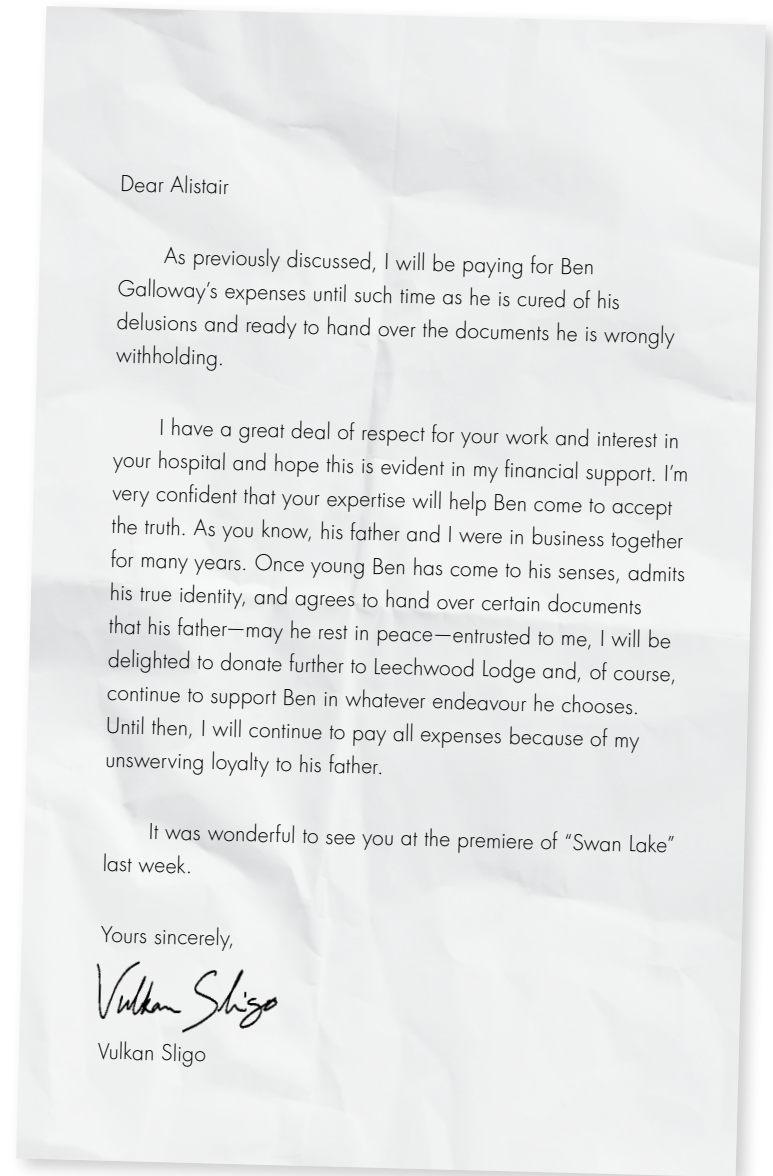 Dear Alistair
As previously discussed, I will be paying for Ben
Galloway's expenses until such time as he is cured of his
delusions and ready to hand over the documents he is wrongly
withholding.
I have a great deal of respect for your work and interest in
your hospital and hope this is evident in my financial support. I'm
very confident that your expertise will help Ben come to accept
the truth. As you know, his father and I were in business together
for many years. Once young Ben has come to his senses, admits
his true identity, and agrees to hand over certain documents
that his father—may he rest in peace—entrusted to me, I will be
delighted to donate further to Leechwood Lodge and, of course,
continue to support Ben in whatever endeavour he chooses.
Until then, I will continue to pay all expenses because of my
unswerving loyalty to his father.
It was wonderful to see you at the premiere of “Swan Lake”
last week.
Yours sincerely,
Vulkan Sligo
Vulkan Sligo